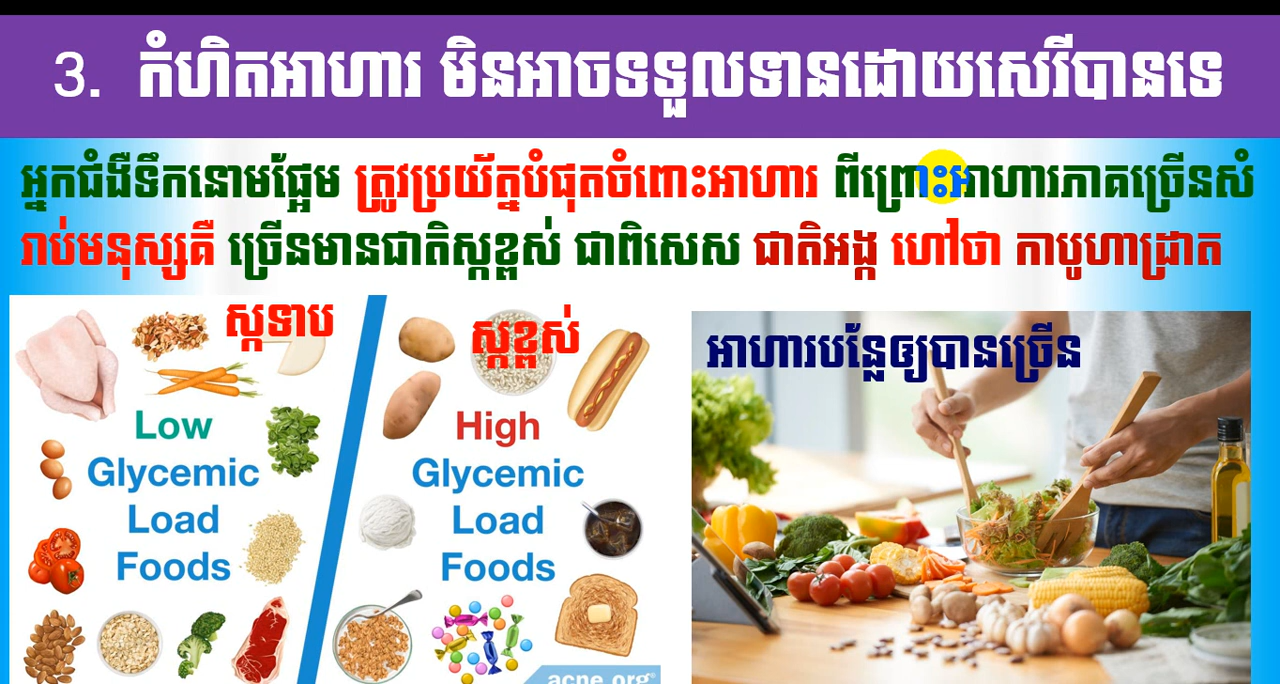 3. កំហិតអាហារ មិនអាចទទួលទានដោយសេរីបានទេ
អ្នកជំងឺទឹកនោមផ្អែម ត្រូវប្រយ័ត្នបំផុតចំពោះអាហារ ពីព្រោះអាហារភាគច្រើនសំ
រាប់មនុស្សគឺ ច្រើនមានជាតិស្កខ្ពស់ ជាពិសេស ជាតិអង្ក ហៅថា កាបូហាដ្រាត
ស្កទាប
Low
Glycemic
Load
Foods
ស្កខ្ពស់
High
Glycemic
Load
Foods
acne.org
អាហារបន្លែឲ្យបានច្រើន